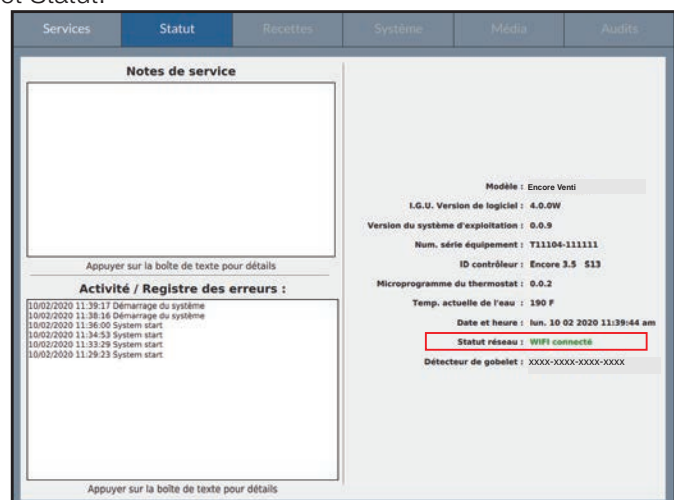 et Statut.
Services Statut Recettes Système Média Audits
Notes de service
Appuyer sur la boîte de texte pour détails
Activité / Registre des erreurs :
10/02/2020 11:39:17 Démarrage du système
10/02/2020 11:38:16 Démarrage du système
10/02/2020 11:36:00 System start
10/02/2020 11:34:53 System start
10/02/2020 11:33:29 System start
10/02/2020 11:29:23 System start
Appuyer sur la boîte de texte pour détails
Modèle : Encore Venti
I.G.U. Version de logiciel : 4.0.0W
Version du système d'exploitation : 0.0.9
Num. série équipement : T11104-111111
ID contrôleur : Encore 3.5 S13
Microprogramme du thermostat : 0.0.2
Temp. actuelle de l'eau : 190 F
Date et heure : lun. 10 02 2020 11:39:44 am
Statut réseau : WIFI connecté
Détecteur de gobelet : XXXX-XXXX-XXXX-XXXX